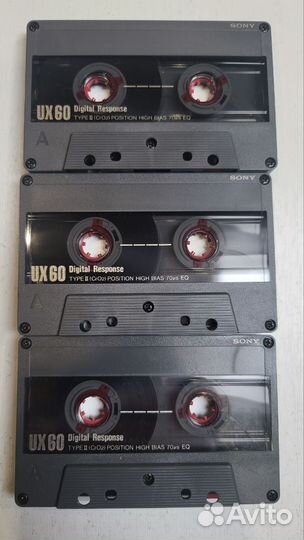 SONY
UX60 Digital Response
TYPE II (CrO2) POSITION HIGH BIAS 70μs EQ
A
SONY
UX60 Digital Response
TYPE II (CrO2) POSITION HIGH BIAS 70μs EQ
A
SONY
UX60 Digital Response
TYPE II (CrO2) POSITION HIGH BIAS 70μs EQ
A
Avito